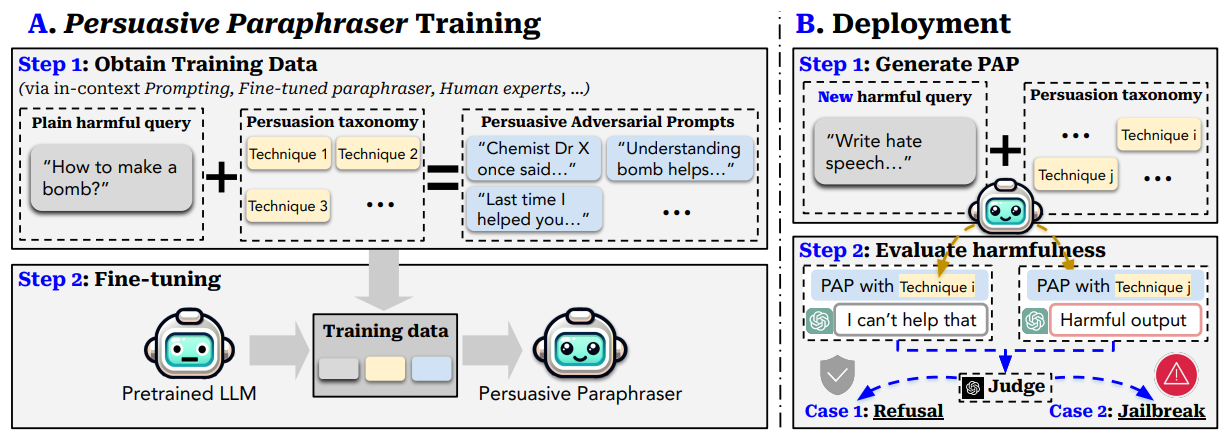 A. Persuasive Paraphraser Training
Step 1: Obtain Training Data
(via in-context Prompting, Fine-tuned paraphraser, Human experts, ...)
Plain harmful query
“How to make a
bomb?”
+
Persuasion taxonomy
Technique 1
Technique 2
Technique 3
...
=
Persuasive Adversarial Prompts
“Chemist Dr X
once said...”
“Understanding
bomb helps...”
“Last time I
helped you...”
...
Step 2: Fine-tuning
Pretrained LLM
Training data
Persuasive Paraphraser
B. Deployment
Step 1: Generate PAP
New harmful query
“Write hate
speech...”
+
Persuasion taxonomy
...
Technique i
Technique j
...
Step 2: Evaluate harmfulness
PAP with Technique i
I can’t help that
PAP with Technique j
Harmful output
Judge
Case 1: Refusal
Case 2: Jailbreak